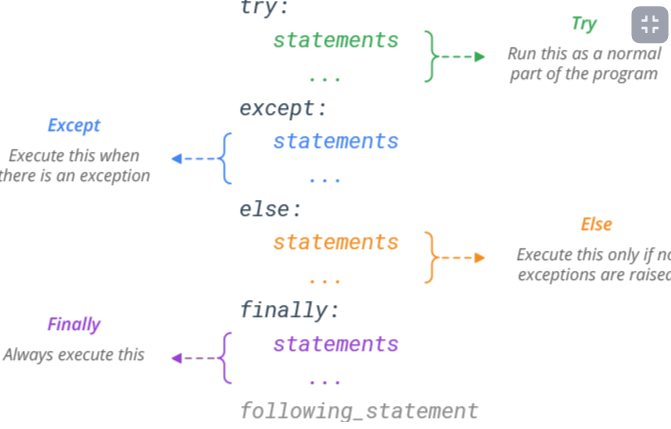 try:
Try
statements
Run this as a normal
part of the program
...
except:
Except
statements
Execute this when
there is an exception
...
else:
Else
statements
Execute this only if no
exceptions are raised
...
finally:
Finally
statements
Always execute this
...
following_statement